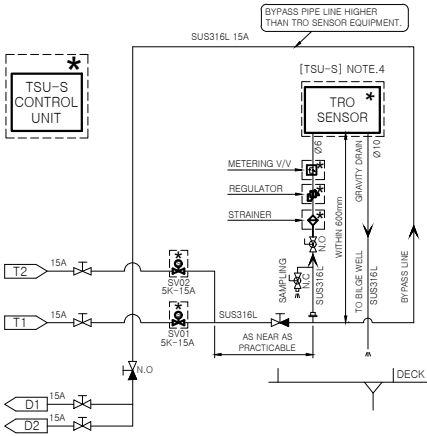 BYPASS PIPE LINE HIGHER
THAN TRO SENSOR EQUIPMENT.
SUS316L 15A
*
TSU-S
CONTROL
UNIT
[TSU-S] NOTE.4
TRO *
SENSOR
Ø6
Ø10
METERING V/V
*
REGULATOR
*
STRAINER
*
N.O
GRAVITY DRAIN
WITHIN 600mm
SAMPLING
N.C
SUS316L
TO BILGE WELL
SUS316L
BYPASS LINE
T2
15A
*
SV02
5K-15A
T1
15A
*
SV01
5K-15A
SUS316L
AS NEAR AS
PRACTICABLE
N.O
DECK
D1
15A
D2
15A